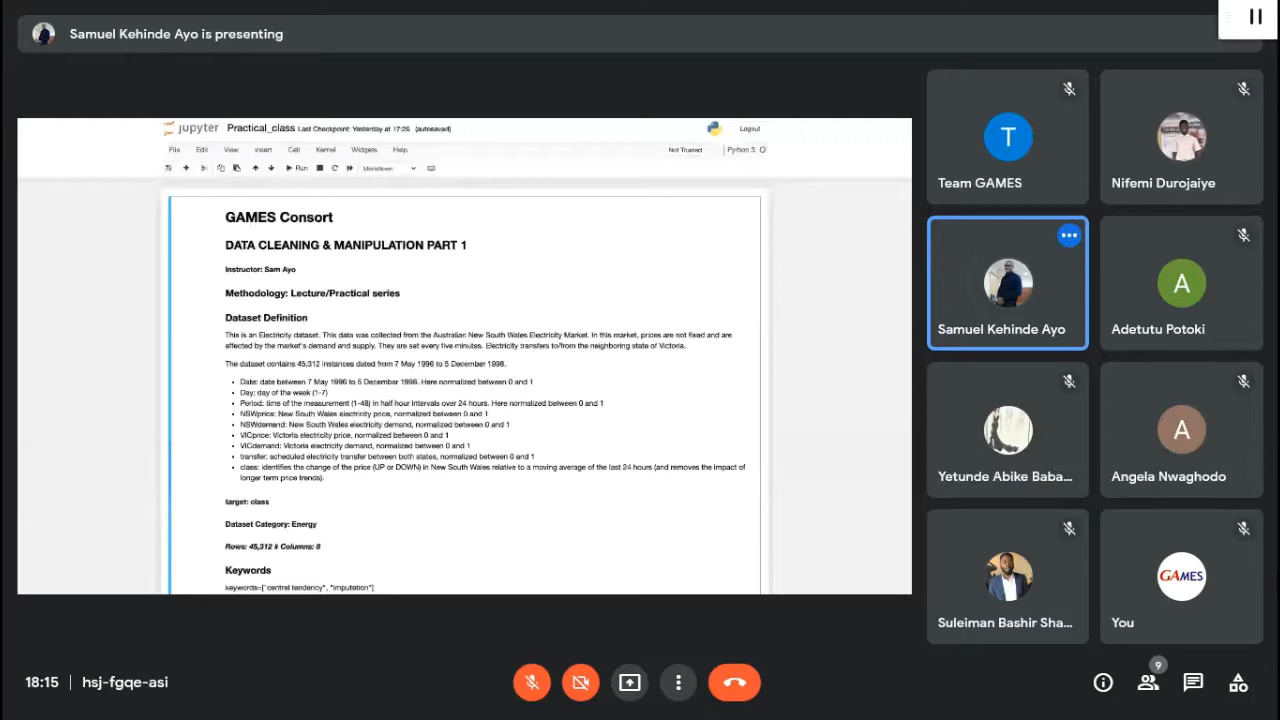 Samuel Kehinde Ayo is presenting
jupyter Practical_class Last Checkpoint: Yesterday at 17:26 (autosaved)
Logout
File Edit View Insert Cell Kernel Widgets Help
Not Trusted
Python 3
Run
Markdown
GAMES Consort
DATA CLEANING & MANIPULATION PART 1
Instructor: Sam Ayo
Methodology: Lecture/Practical series
Dataset Definition
This is an Electricity dataset. This data was collected from the Australian New South Wales Electricity Market. In this market, prices are not fixed and are
affected by the market's demand and supply. They are set every five minutes. Electricity transfers to/from the neighboring state of Victoria.
The dataset contains 45,312 instances dated from 7 May 1996 to 5 December 1998.
• Date: date between 7 May 1996 to 5 December 1998. Here normalized between 0 and 1
• Day: day of the week (1-7)
• Period: time of the measurement (1-48) in half hour intervals over 24 hours. Here normalized between 0 and 1
• NSWprice: New South Wales electricity price, normalized between 0 and 1
• NSWdemand: New South Wales electricity demand, normalized between 0 and 1
• VICprice: Victoria electricity price, normalized between 0 and 1
• VICdemand: Victoria electricity demand, normalized between 0 and 1
• transfer: scheduled electricity transfer between both states, normalized between 0 and 1
• class: identifies the change of the price (UP or DOWN) in New South Wales relative to a moving average of the last 24 hours (and removes the impact of
longer term price trends).
target: class
Dataset Category: Energy
Rows: 45,312 # Columns: 8
Keywords
keywords=["central tendency", "imputation"]
T
Team GAMES
Nifemi Durojaiye
Samuel Kehinde Ayo
A
Adetutu Potoki
Yetunde Abike Baba...
A
Angela Nwaghodo
Suleiman Bashir Sha...
GAMES
You
18:15 | hsj-fgqe-asi
9